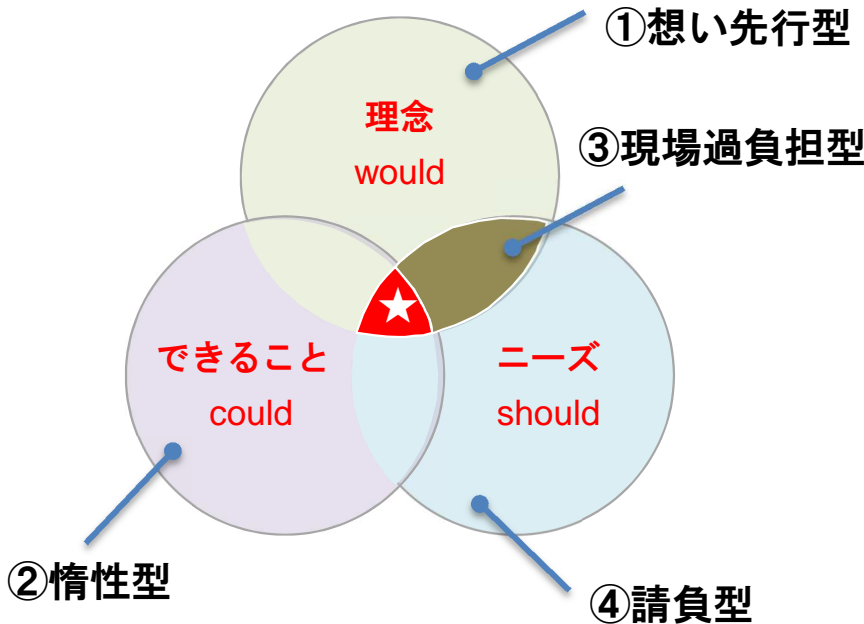 ①想い先行型
理念
would
③現場過負担型
できること
could
ニーズ
should
②惰性型
④請負型